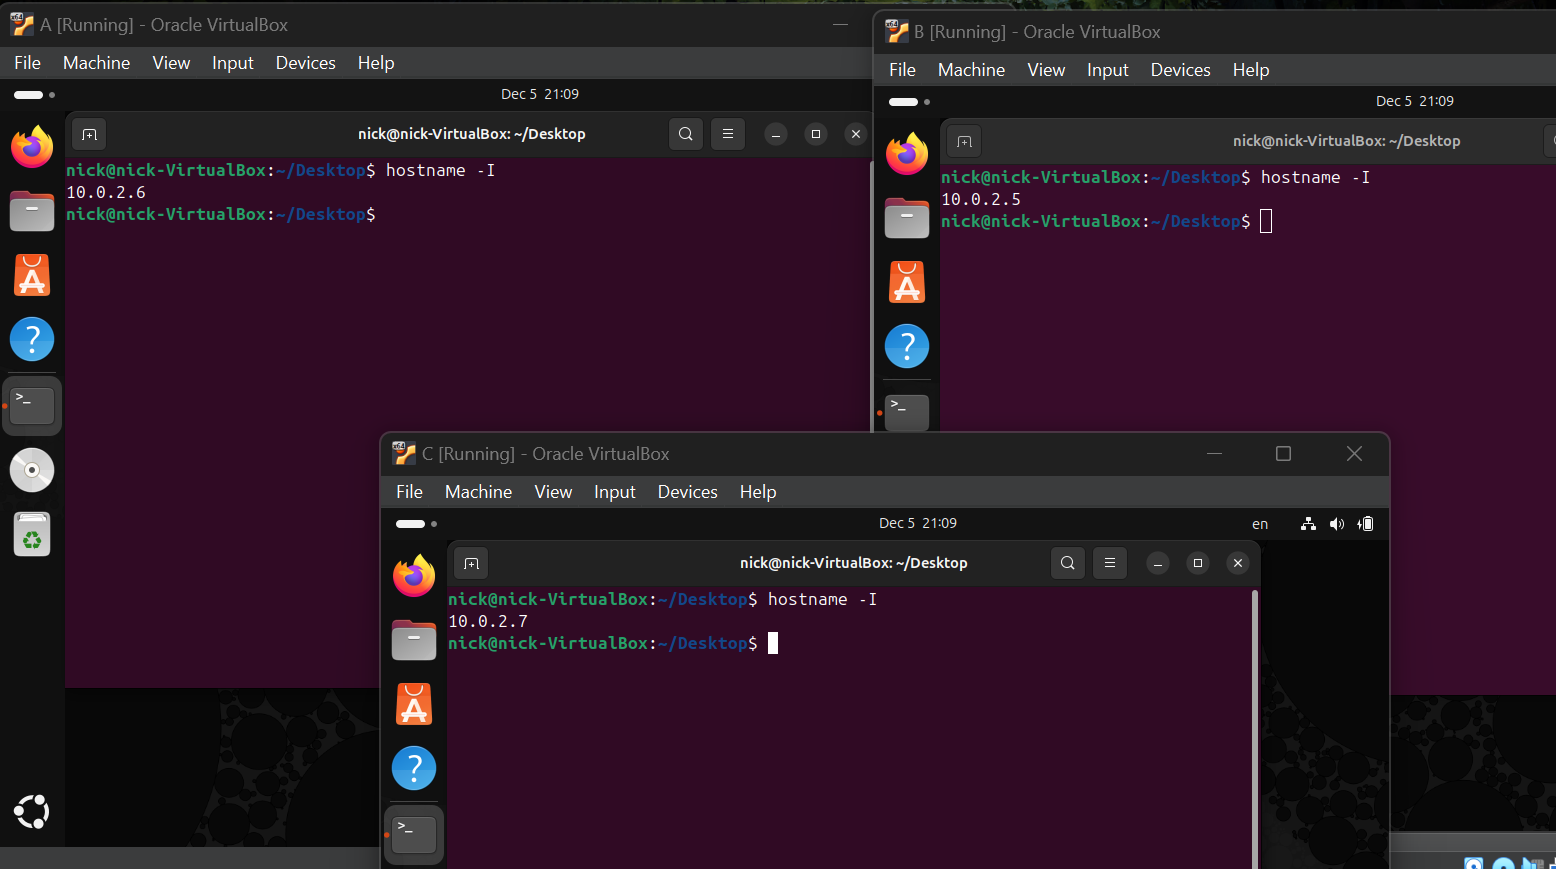 A [Running] - Oracle VirtualBox
File Machine View Input Devices Help
Dec 5 21:09
nick@nick-VirtualBox: ~/Desktop
nick@nick-VirtualBox:~/Desktop$ hostname -I
10.0.2.6
nick@nick-VirtualBox:~/Desktop$
B [Running] - Oracle VirtualBox
File Machine View Input Devices Help
Dec 5 21:09
nick@nick-VirtualBox: ~/Desktop
nick@nick-VirtualBox:~/Desktop$ hostname -I
10.0.2.5
nick@nick-VirtualBox:~/Desktop$
C [Running] - Oracle VirtualBox
File Machine View Input Devices Help
Dec 5 21:09 en
nick@nick-VirtualBox: ~/Desktop
nick@nick-VirtualBox:~/Desktop$ hostname -I
10.0.2.7
nick@nick-VirtualBox:~/Desktop$